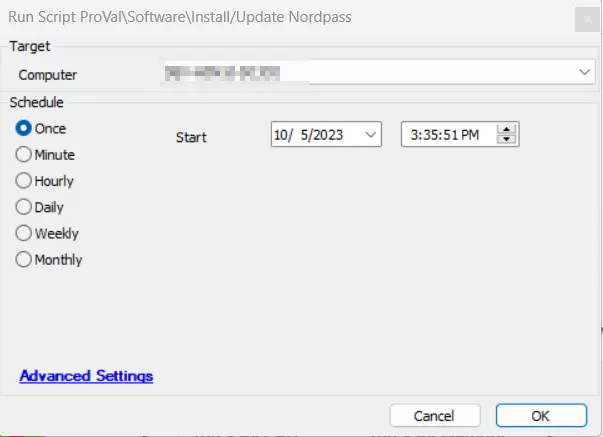 Run Script ProVal\Software\Install/Update Nordpass
Target
Computer
Schedule
Once
Start 10/ 5/2023 3:35:51 PM
Minute
Hourly
Daily
Weekly
Monthly
Advanced Settings
Cancel OK